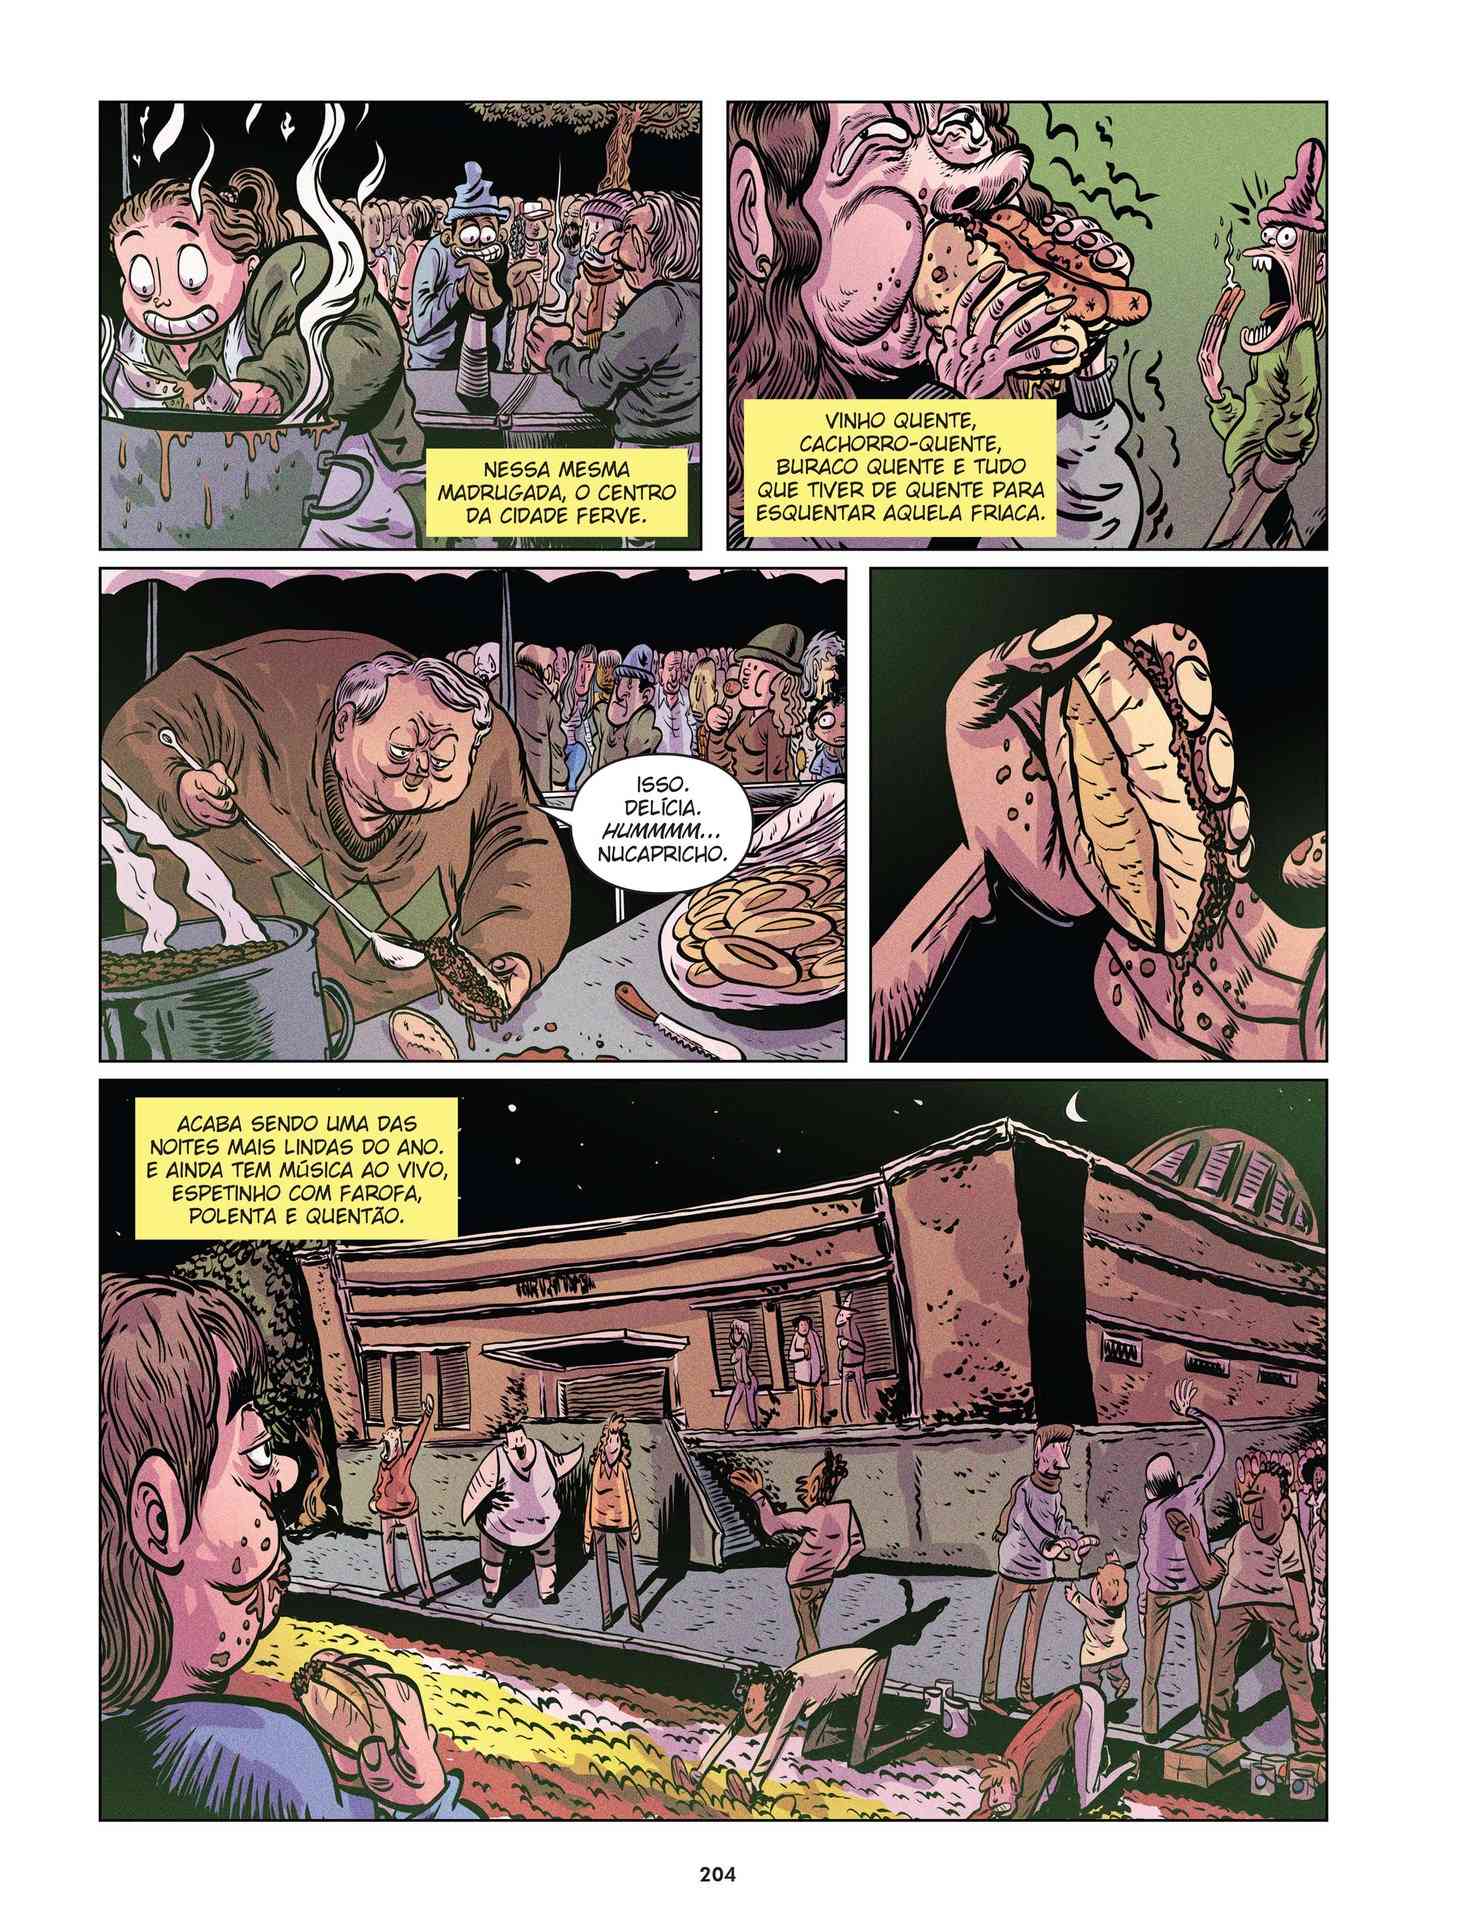 NESSA MESMA
MADRUGADA, O CENTRO
DA CIDADE FERVE.
VINHO QUENTE,
CACHORRO-QUENTE,
BURACO QUENTE E TUDO
QUE TIVER DE QUENTE PARA
ESQUENTAR AQUELA FRIACA.
ISSO.
DELÍCIA.
HUMMMM...
NUCAPRICHO.
ACABA SENDO UMA DAS
NOITES MAIS LINDAS DO ANO.
E AINDA TEM MÚSICA AO VIVO,
ESPETINHO COM FAROFA,
POLENTA E QUENTÃO.
204